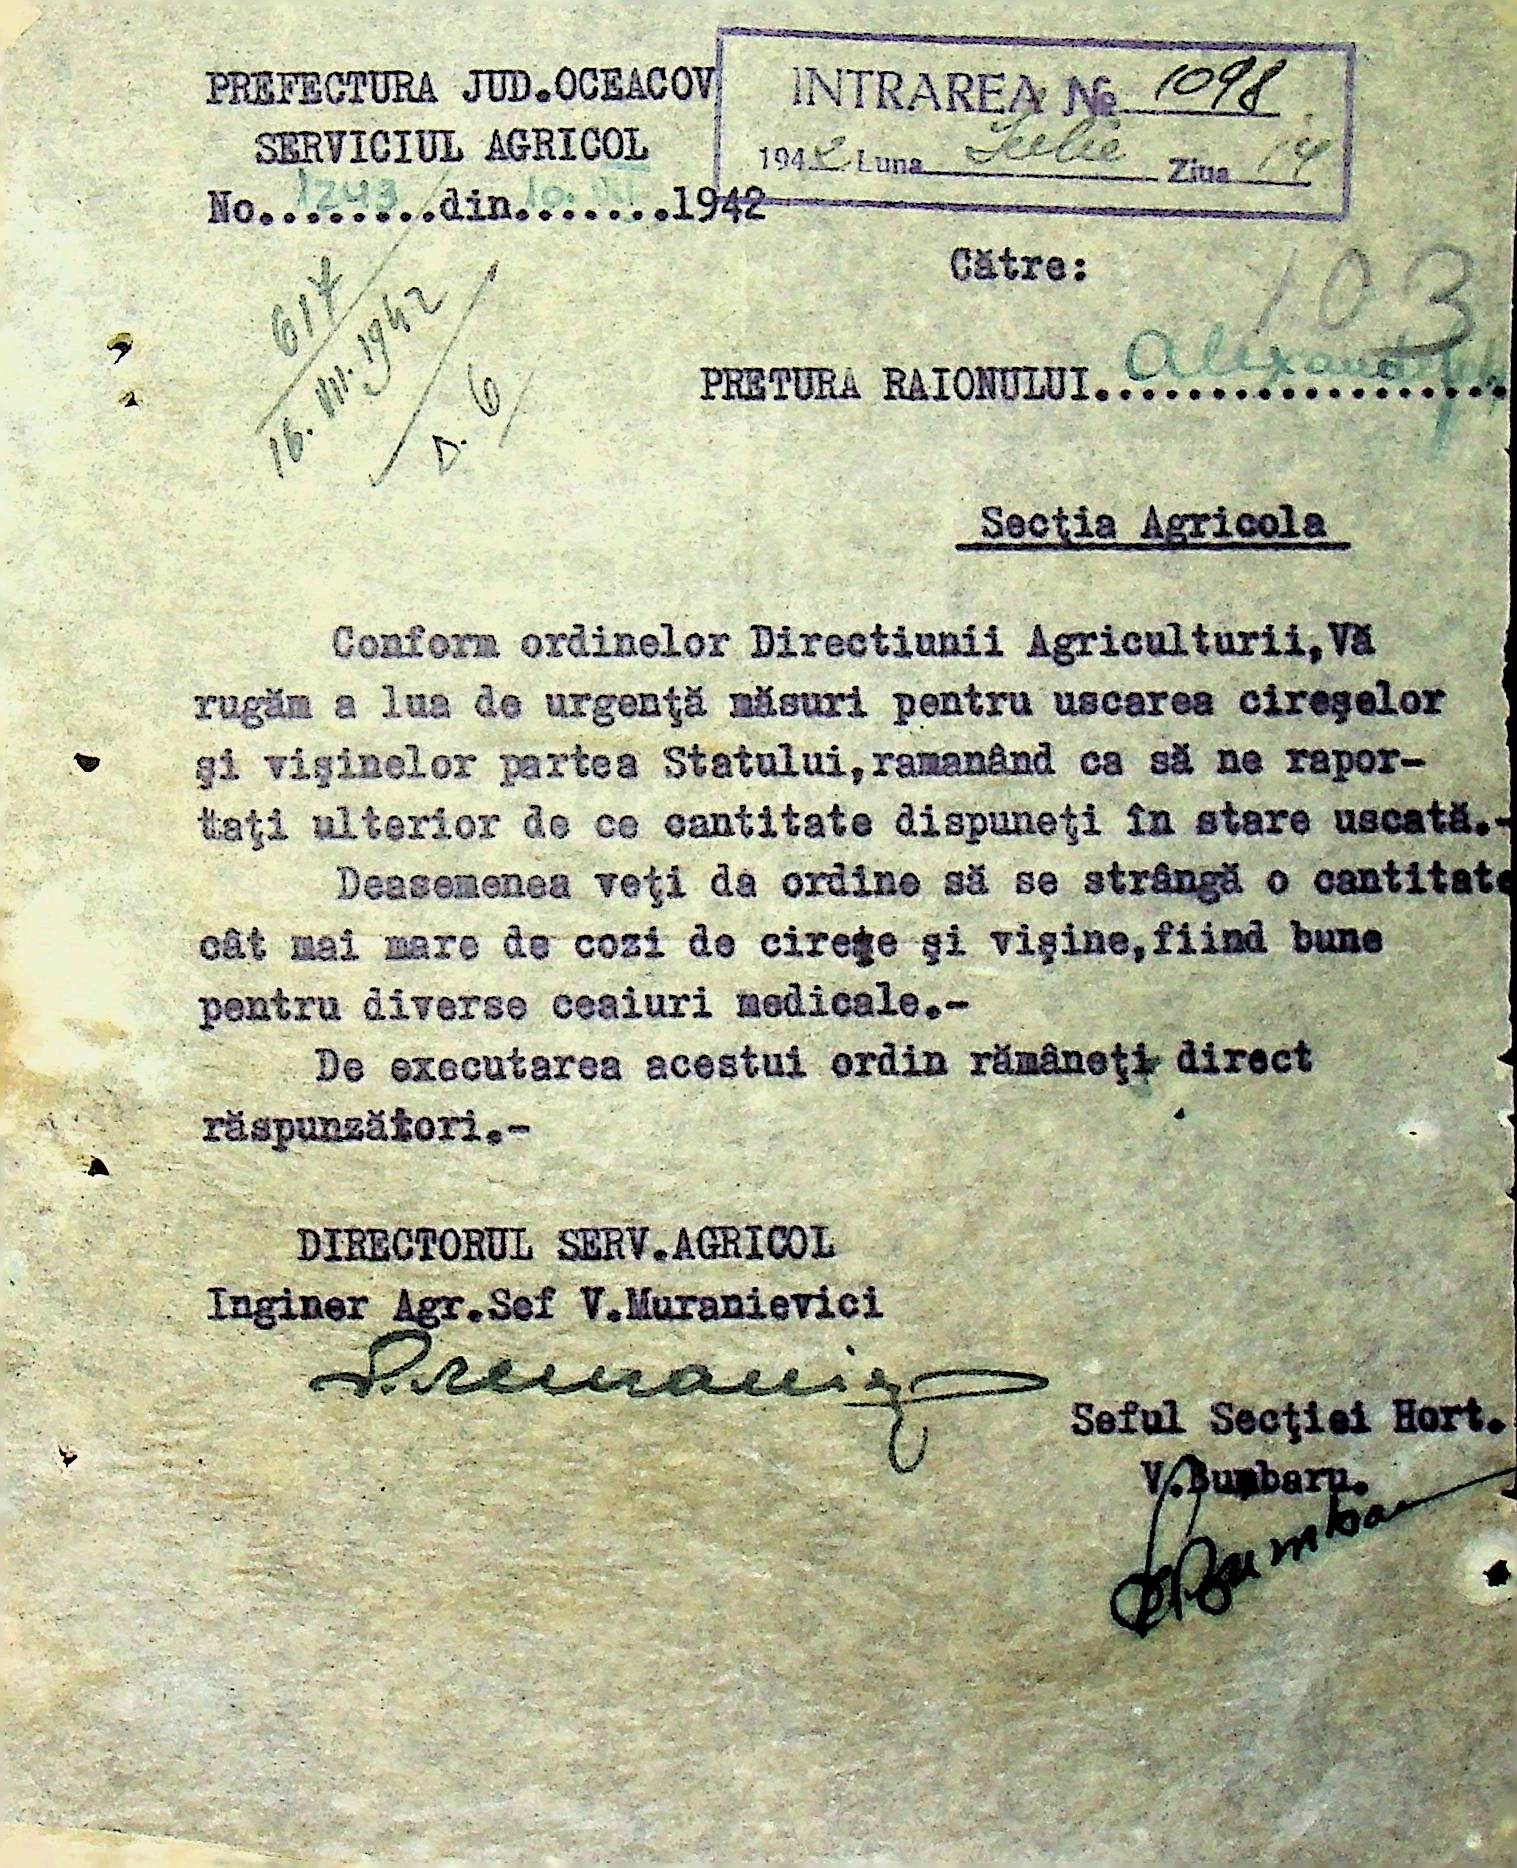 PREFECTURA JUD.OCEACOV
SERVICIUL AGRICOL
No. 1243 din 10. VII 1942
INTRAREA № 1098
1942 Luna Iulie Ziua 14
617
16. VII. 1942
D. 6
103
Către:
PRETURA RAIONULUI
Secţia Agricola
Conform ordinelor Directiunii Agriculturii,Vă
rugăm a lua de urgenţă măsuri pentru uscarea cireşelor
şi vişinelor partea Statului,ramanând ca să ne rapor-
taţi ulterior de ce cantitate dispuneţi în stare uscată.-
Deasemenea veţi da ordine să se strângă o cantitate
cât mai mare de cozi de cireşe şi vişine,fiind bune
pentru diverse ceaiuri medicale.-
De executarea acestui ordin rămâneţi direct
răspunzători.-
DIRECTORUL SERV.AGRICOL
Inginer Agr.Sef V.Muranievici
Seful Secţiei Hort.
V.Bumbaru.